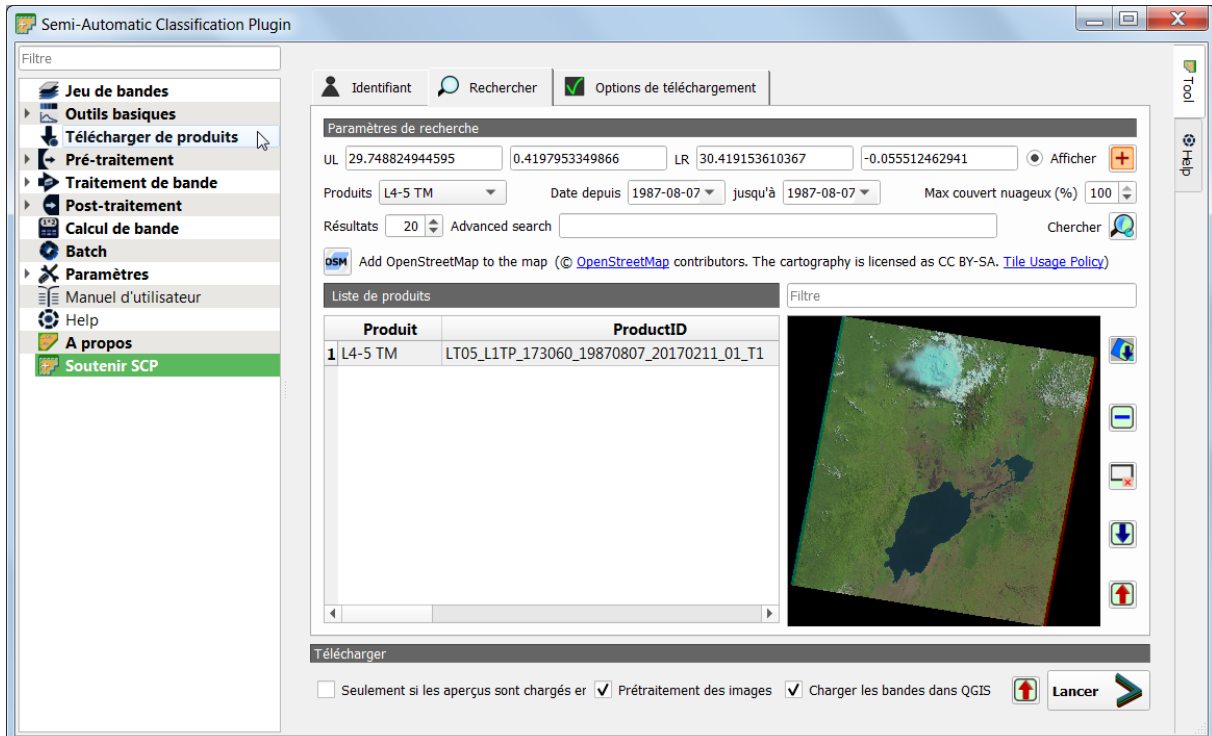 Semi-Automatic Classification Plugin
Filtre
Jeu de bandes
Outils basiques
Télécharger de produits
Pré-traitement
Traitement de bande
Post-traitement
Calcul de bande
Batch
Paramètres
Manuel d'utilisateur
Help
A propos
Soutenir SCP
Identifiant Rechercher Options de téléchargement
Paramètres de recherche
UL 29.748824944595 0.4197953349866 LR 30.419153610367 -0.055512462941 Afficher
Produits L4-5 TM Date depuis 1987-08-07 jusqu'à 1987-08-07 Max couvert nuageux (%) 100
Résultats 20 Advanced search Chercher
OSM Add OpenStreetMap to the map (© OpenStreetMap contributors. The cartography is licensed as CC BY-SA. Tile Usage Policy)
Liste de produits Filtre
Produit ProductID
1 L4-5 TM LT05_L1TP_173060_19870807_20170211_01_T1
Télécharger
Seulement si les aperçus sont chargés er Prétraitement des images Charger les bandes dans QGIS Lancer
Tool
Help